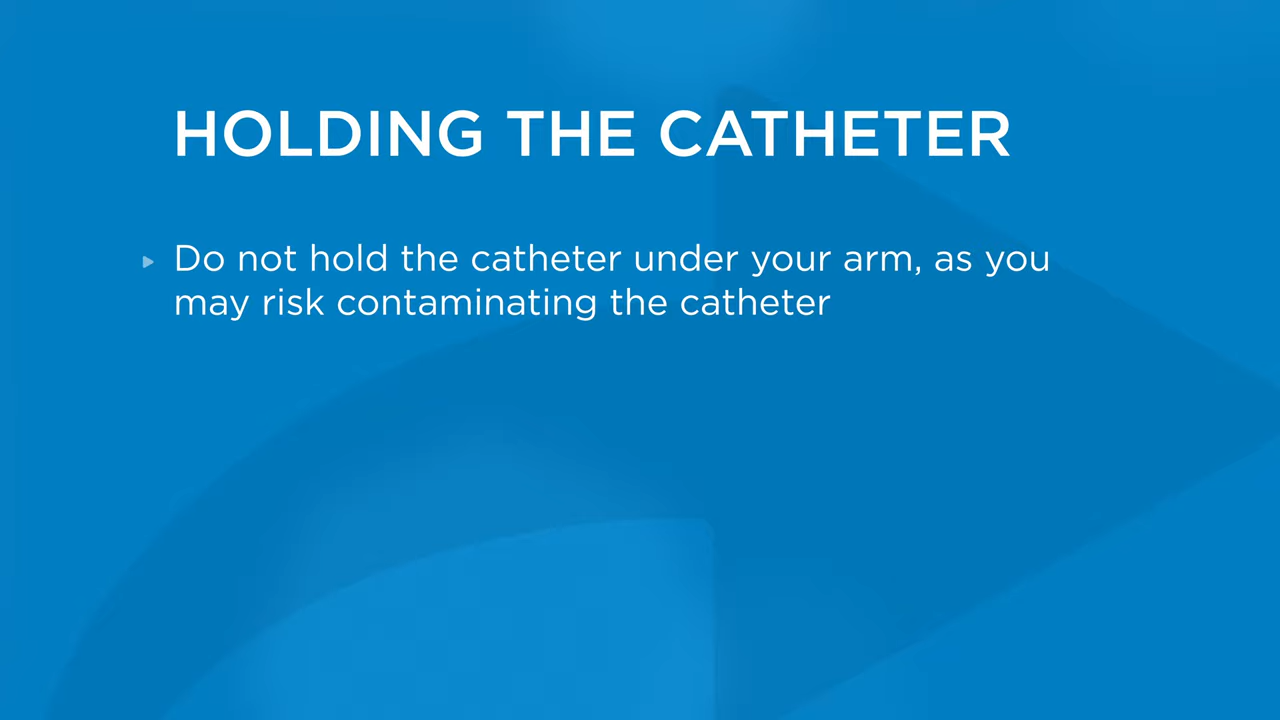 HOLDING THE CATHETER
Do not hold the catheter under your arm, as you
may risk contaminating the catheter